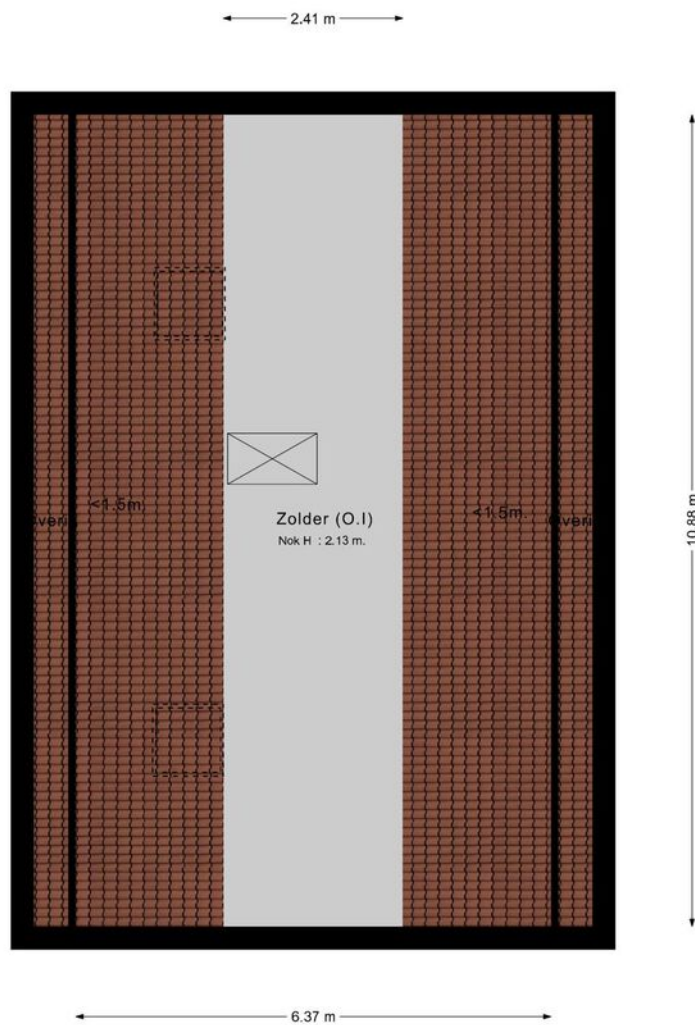 2.41 m
<1.5m.
Zolder (O.I)
Nok H : 2.13 m.
<1.5m.
10.88 m
6.37 m